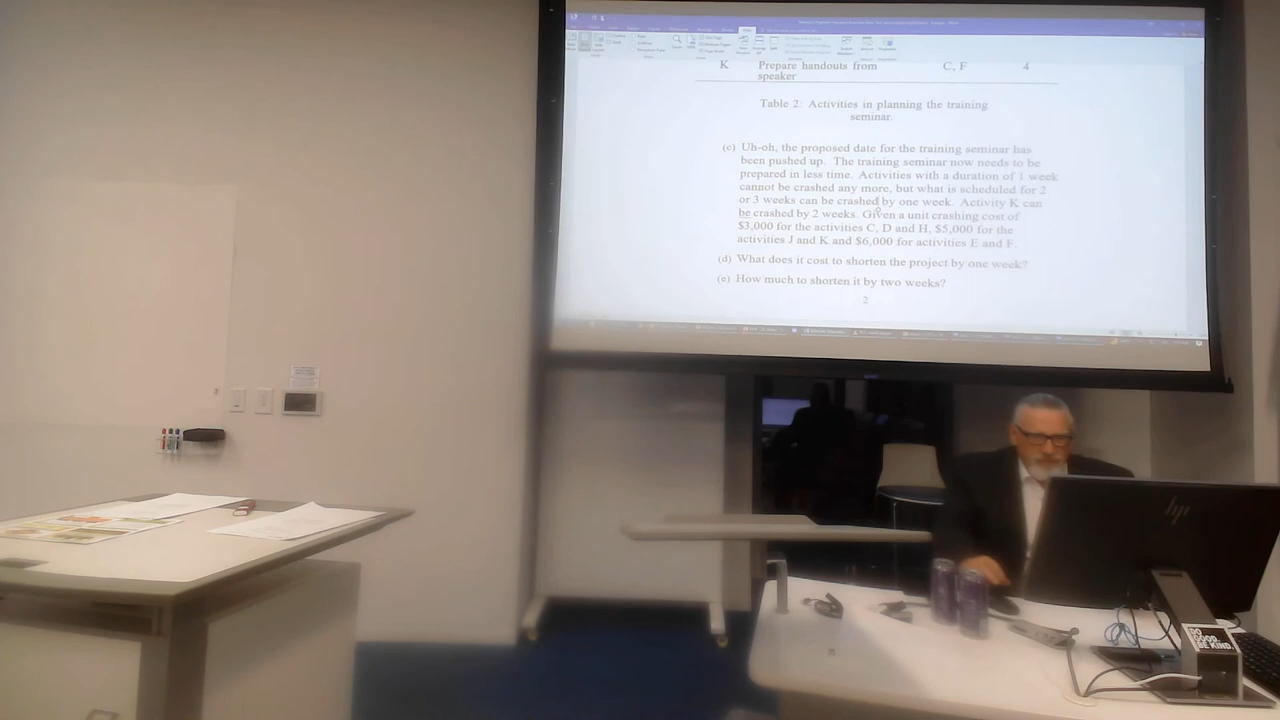 K Prepare handouts from C, F 4
speaker
Table 2: Activities in planning the training
seminar.
(c) Uh-oh, the proposed date for the training seminar has
been pushed up. The training seminar now needs to be
prepared in less time. Activities with a duration of 1 week
cannot be crashed any more, but what is scheduled for 2
or 3 weeks can be crashed by one week. Activity K can
be crashed by 2 weeks. Given a unit crashing cost of
$3,000 for the activities C, D and H, $5,000 for the
activities J and K and $6,000 for activities E and F.
(d) What does it cost to shorten the project by one week?
(e) How much to shorten it by two weeks?
2
hp
DO
GOOD.
BE KIND.